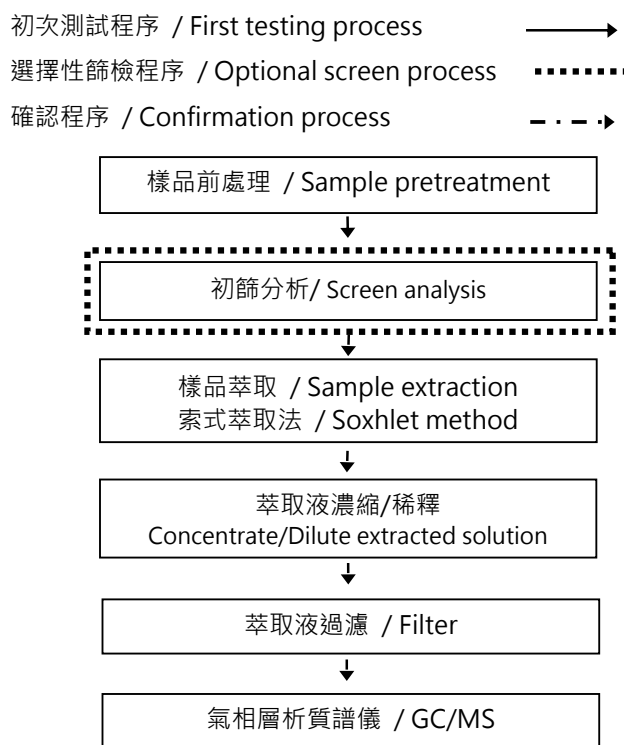 初次測試程序 / First testing process
選擇性篩檢程序 / Optional screen process
確認程序 / Confirmation process
樣品前處理 / Sample pretreatment
初篩分析/ Screen analysis
樣品萃取 / Sample extraction
索式萃取法 / Soxhlet method
萃取液濃縮/稀釋
Concentrate/Dilute extracted solution
萃取液過濾 / Filter
氣相層析質譜儀 / GC/MS